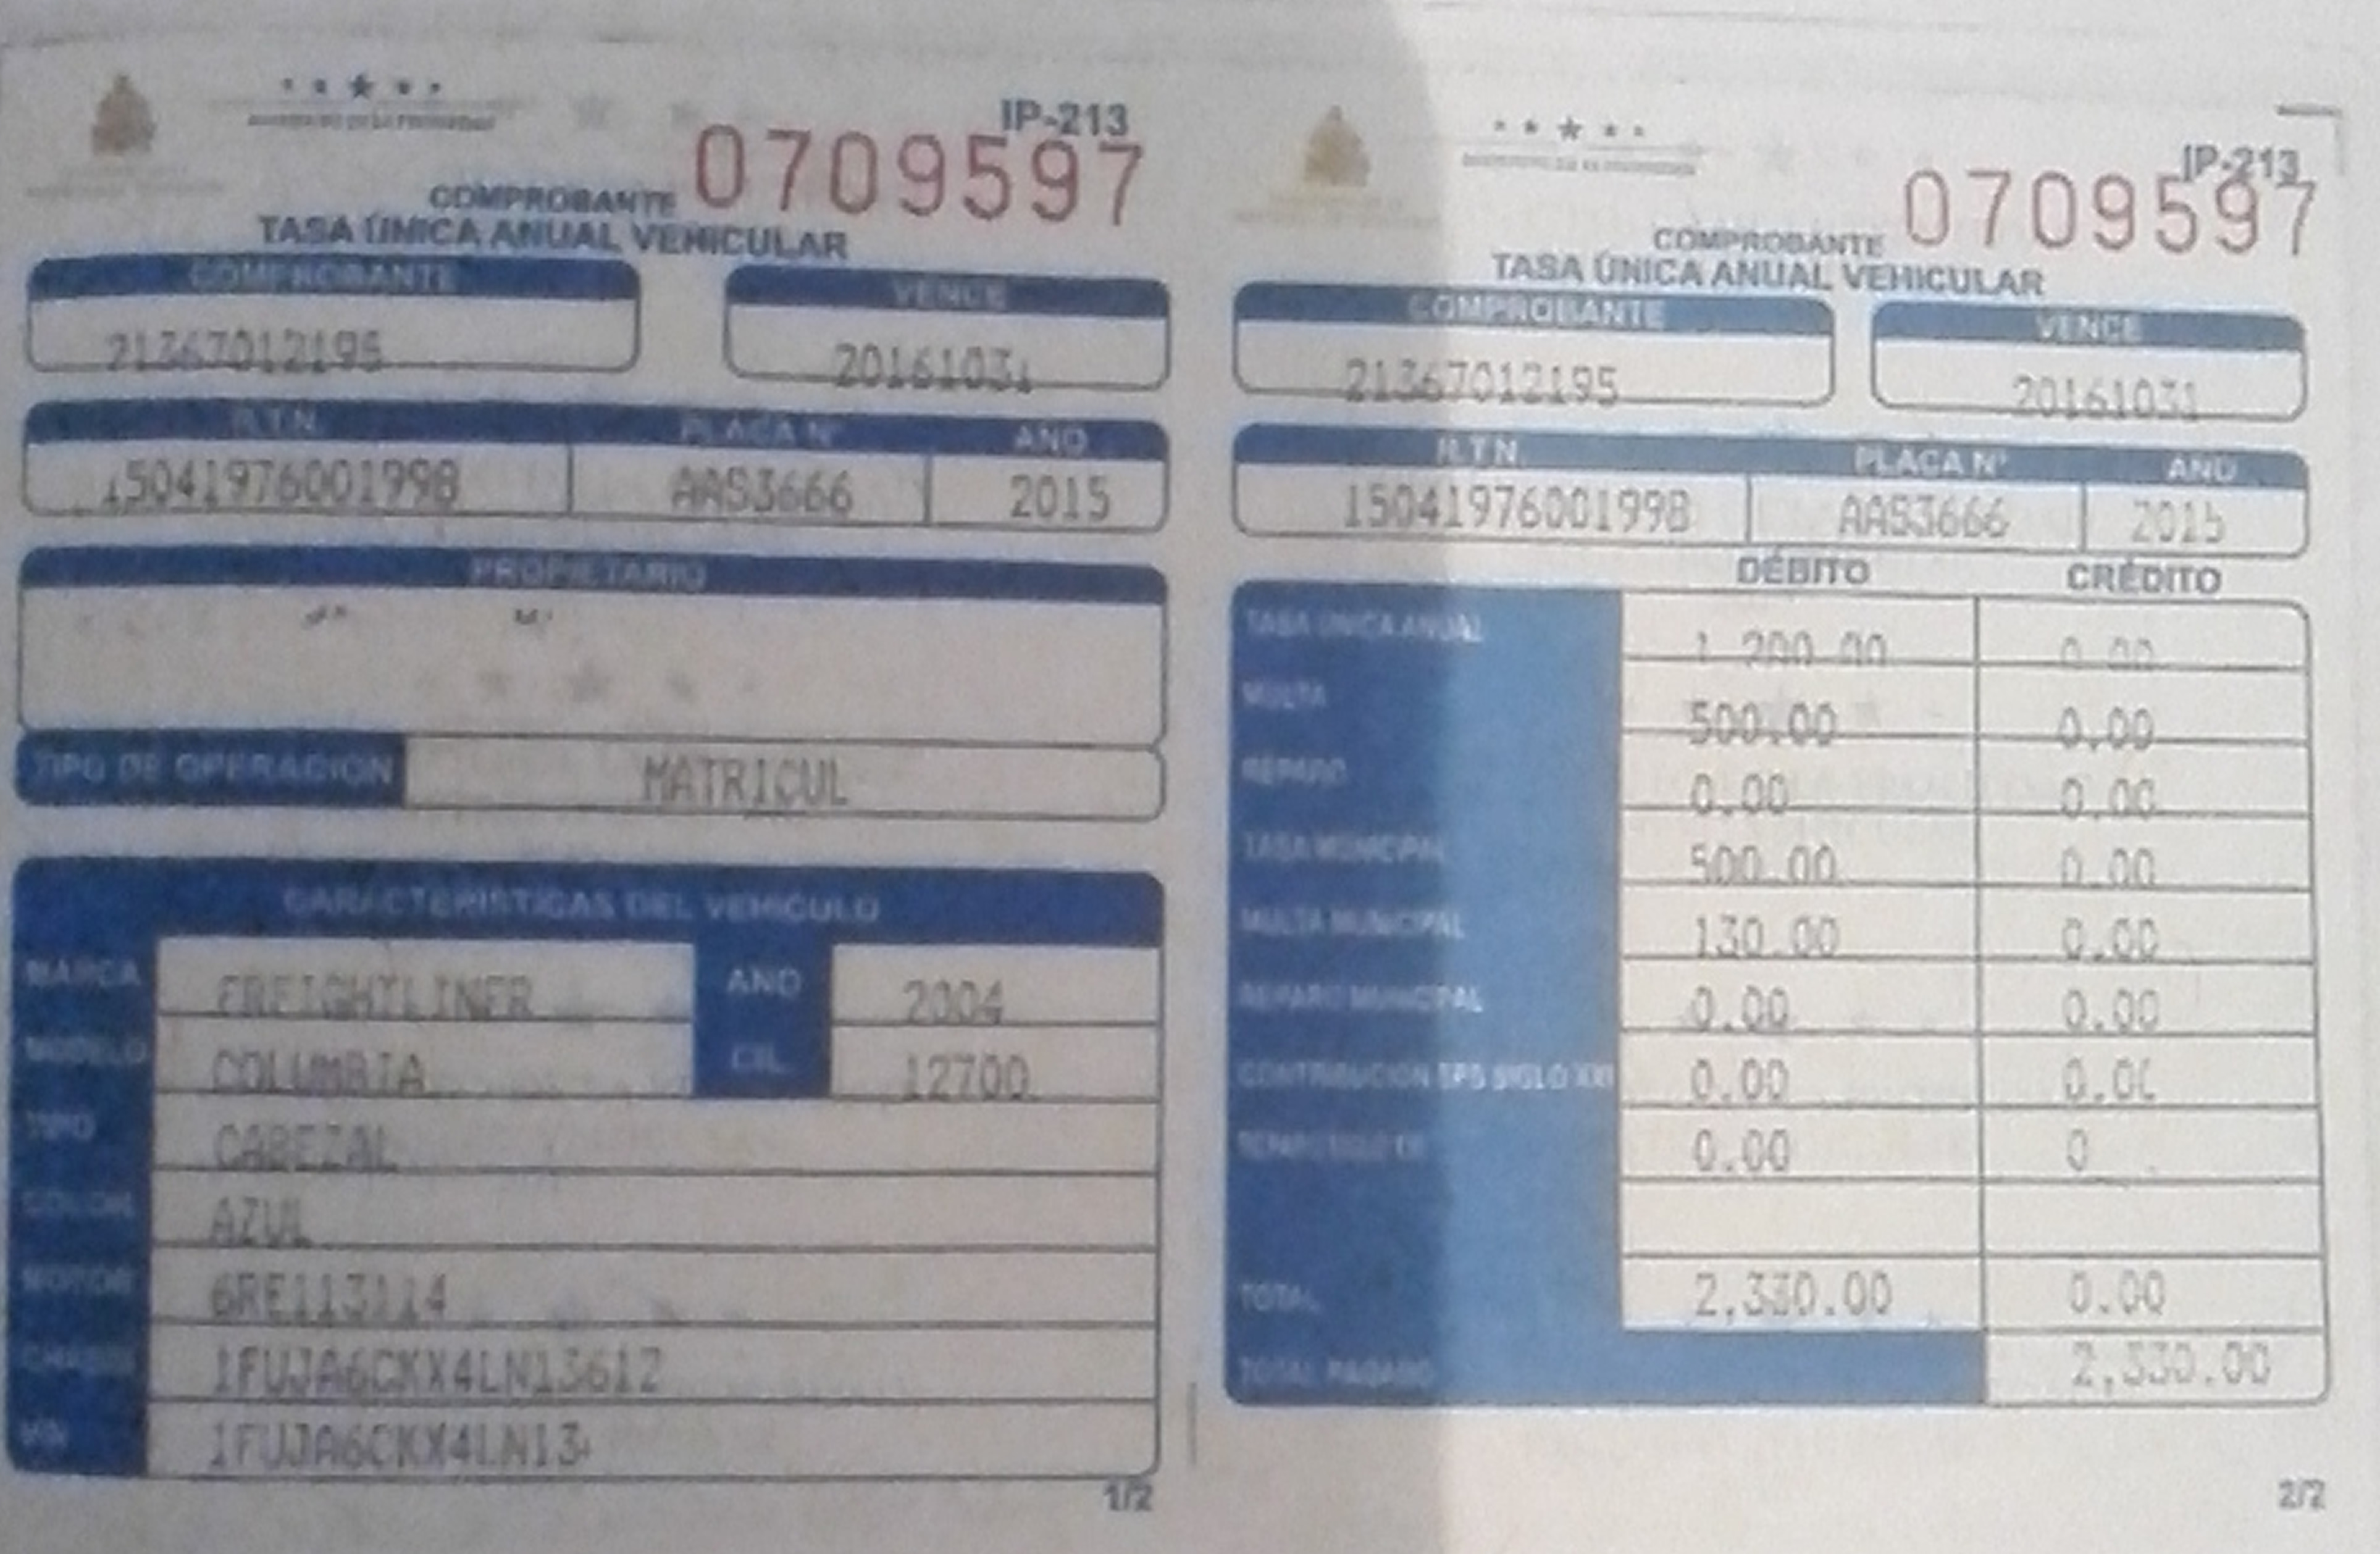 IP-213
0709597
COMPROBANTE
TASA ÚNICA ANUAL VEHICULAR
COMPROBANTE VENCE
21367012195 20161031
R.T.N. PLACA N° AÑO
15041976001998 AAS3666 2015
PROPIETARIO
TIPO DE OPERACION MATRICUL
CARACTERISTICAS DEL VEHICULO
MARCA FREIGHTLINER AÑO 2004
MODELO COLUMBIA CIL. 12700
TIPO CABEZAL
COLOR AZUL
MOTOR 6RE113114
CHASIS 1FUJA6CKX4LN13612
VIN 1FUJA6CKX4LN13
1/2
IP-213
0709597
COMPROBANTE
TASA ÚNICA ANUAL VEHICULAR
COMPROBANTE VENCE
21367012195 20161031
R.T.N. PLACA N° AÑO
15041976001998 AAS3666 2015
DÉBITO CRÉDITO
TASA UNICA ANUAL 1,200.00 0.00
MULTA 500.00 0.00
REPARO 0.00 0.00
TASA MUNICIPAL 500.00 0.00
MULTA MUNICIPAL 130.00 0.00
REPARO MUNICIPAL 0.00 0.00
CONTRIBUCION SPS SIGLO XXI 0.00 0.00
0.00 0
TOTAL 2,330.00 0.00
TOTAL PAGADO 2,330.00
2/2